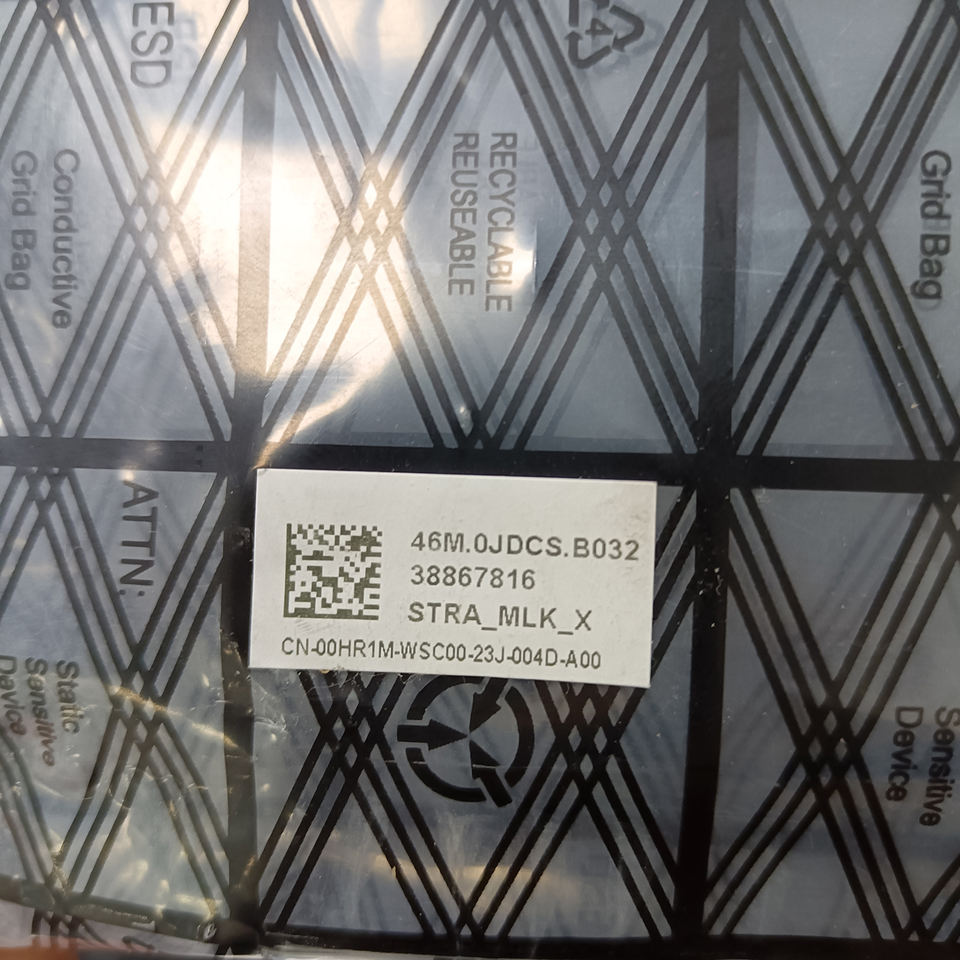 ESD
4
Conductive
Grid Bag
RECYCLABLE
REUSEABLE
Grid Bag
ATTN:
46M.0JDCS.B032
38867816
STRA_MLK_X
CN-00HR1M-WSC00-23J-004D-A00
Static
Sensitive
Device
Sensitive
Device